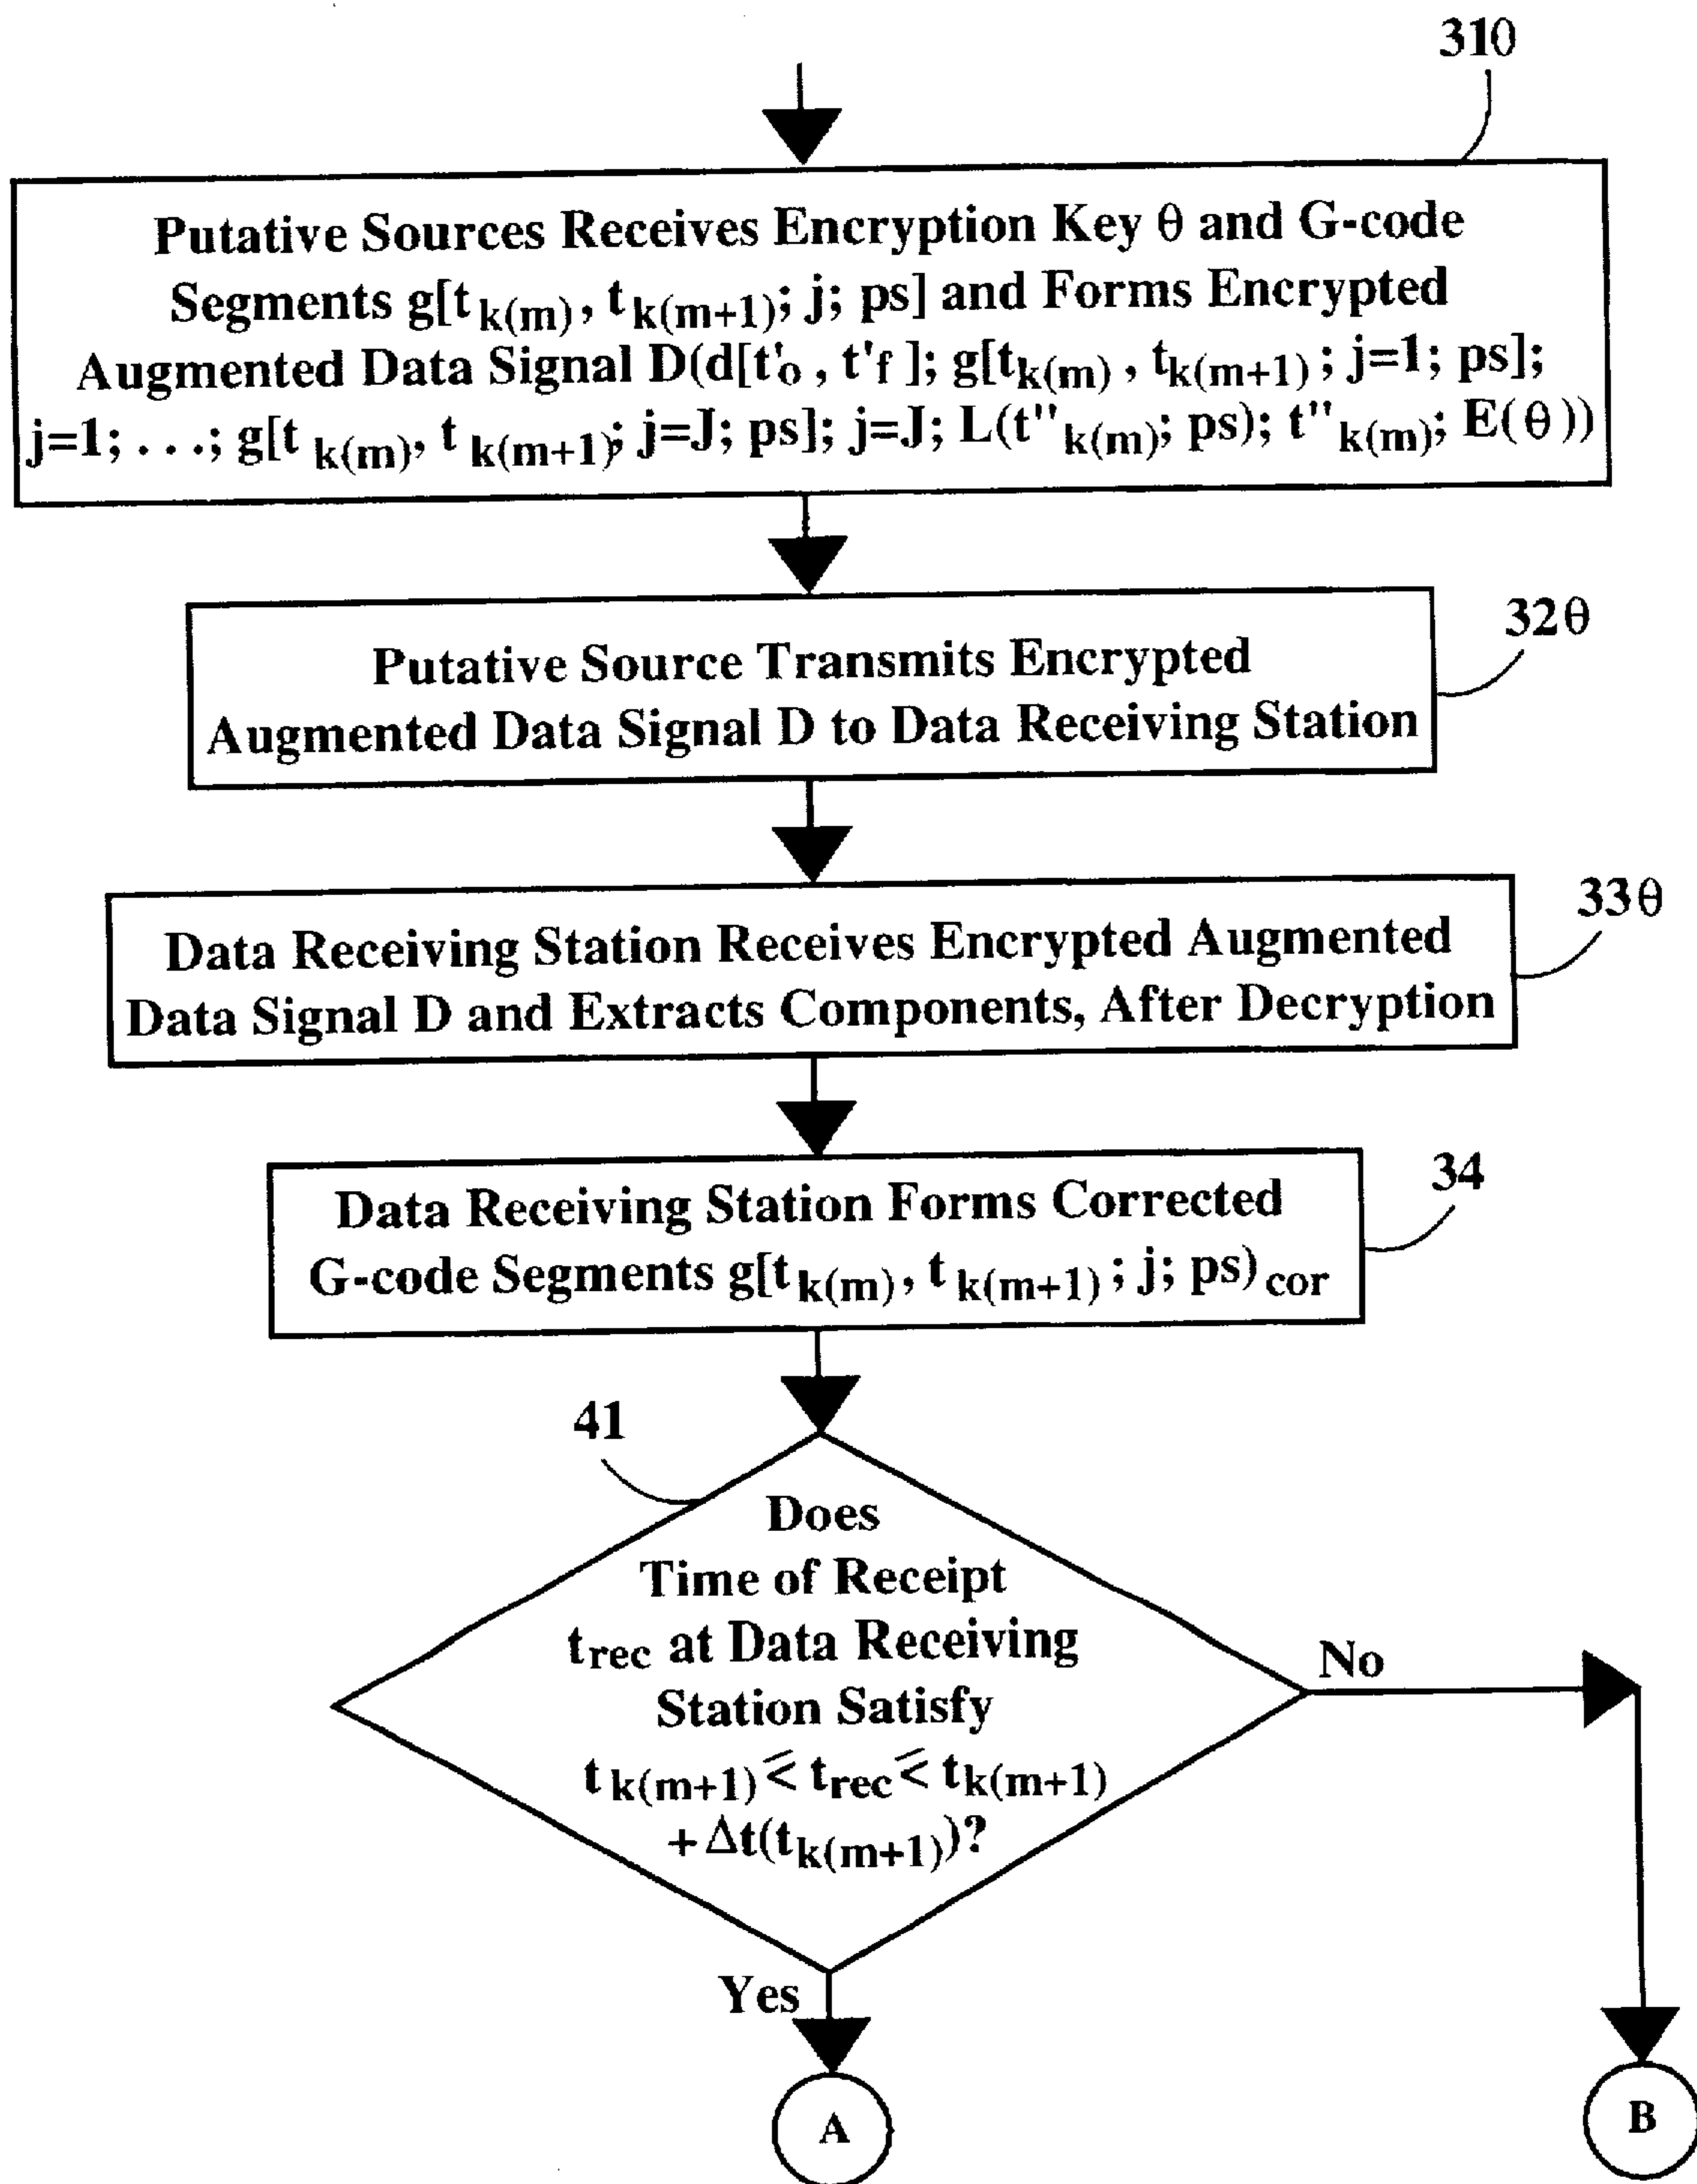 310
Putative Sources Receives Encryption Key θ and G-code
Segments g[t k(m), t k(m+1); j; ps] and Forms Encrypted
Augmented Data Signal D(d[t'o , t'f ]; g[tk(m) , tk(m+1) ; j=1; ps];
j=1; . . .; g[t k(m), t k(m+1); j=J; ps]; j=J; L(t''k(m); ps); t''k(m); E(θ))
32θ
Putative Source Transmits Encrypted
Augmented Data Signal D to Data Receiving Station
33θ
Data Receiving Station Receives Encrypted Augmented
Data Signal D and Extracts Components, After Decryption
34
Data Receiving Station Forms Corrected
G-code Segments g[t k(m), t k(m+1) ; j; ps) cor
41
Does
Time of Receipt
trec at Data Receiving
Station Satisfy
t k(m+1) ≤ trec ≤ tk(m+1)
+ Δt(tk(m+1))?
No
Yes
A
B